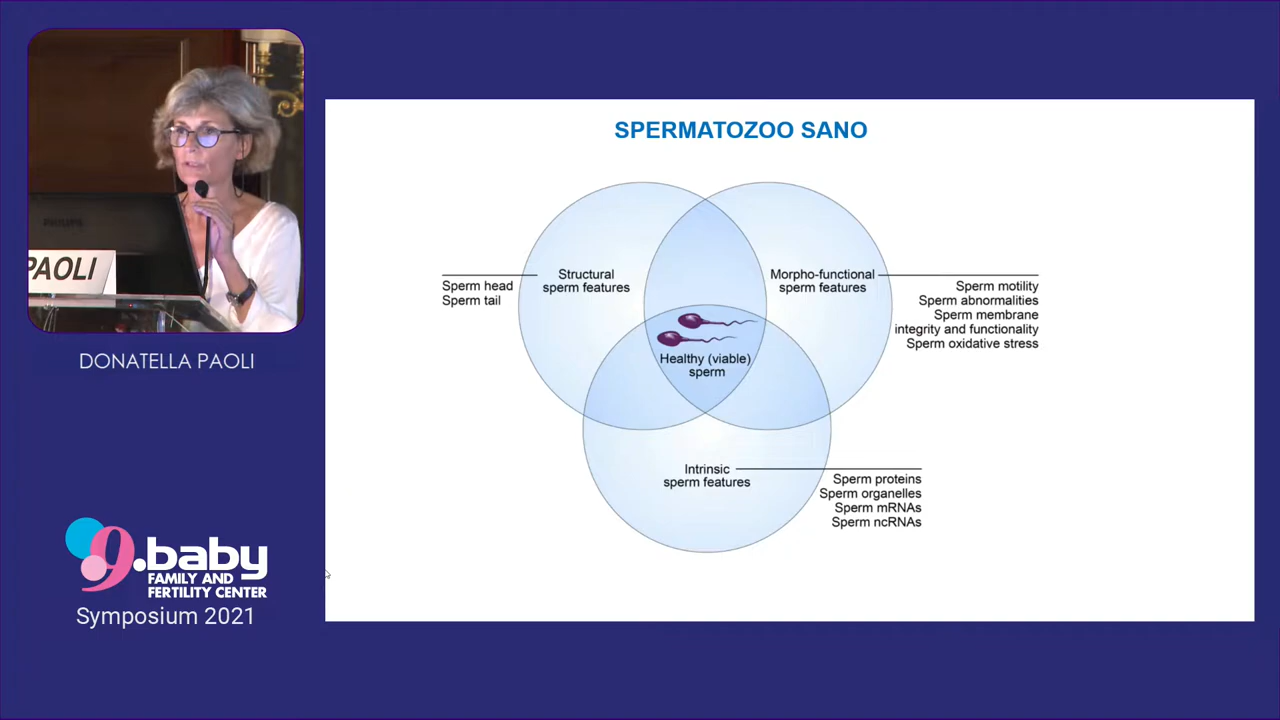 SPERMATOZOO SANO
Structural
sperm features
Sperm head
Sperm tail
Morpho-functional
sperm features
Sperm motility
Sperm abnormalities
Sperm membrane
integrity and functionality
Sperm oxidative stress
Healthy (viable)
sperm
Intrinsic
sperm features
Sperm proteins
Sperm organelles
Sperm mRNAs
Sperm ncRNAs
PHILIPS
PAOLI
DONATELLA PAOLI
9.baby
FAMILY AND
FERTILITY CENTER
Symposium 2021